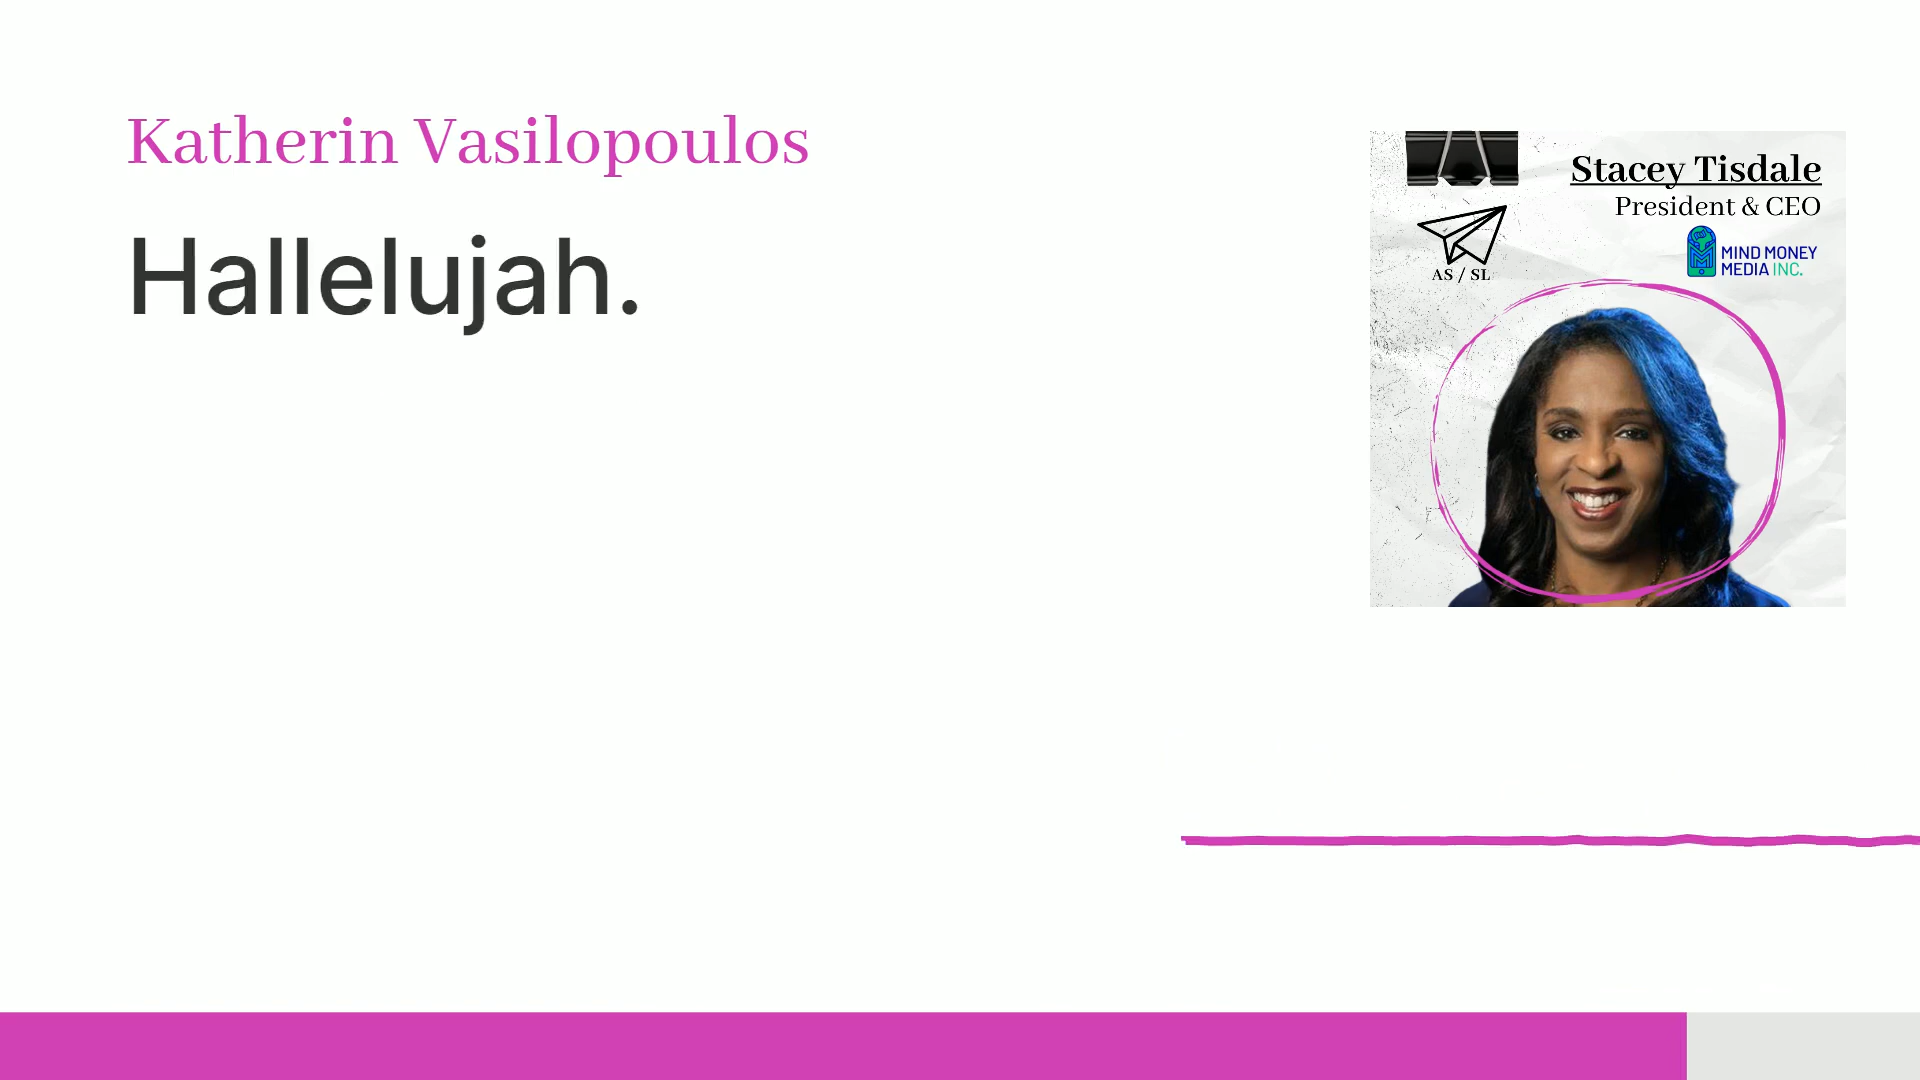 Katherin Vasilopoulos
Hallelujah.
Stacey Tisdale
President & CEO
MIND MONEY
MEDIA INC.
AS / SL